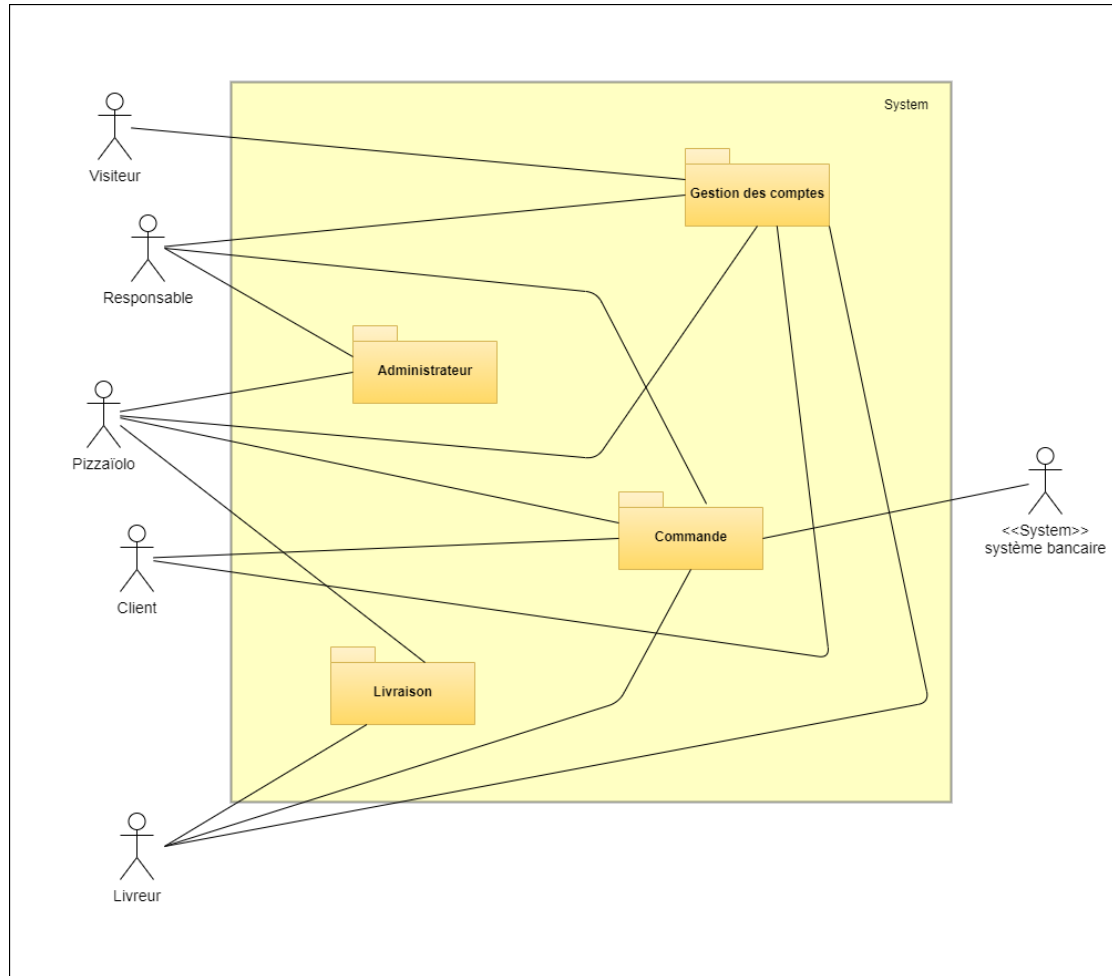 System
Visiteur
Gestion des comptes
Responsable
Administrateur
Pizzaïolo
Commande
<<System>>
système bancaire
Client
Livraison
Livreur